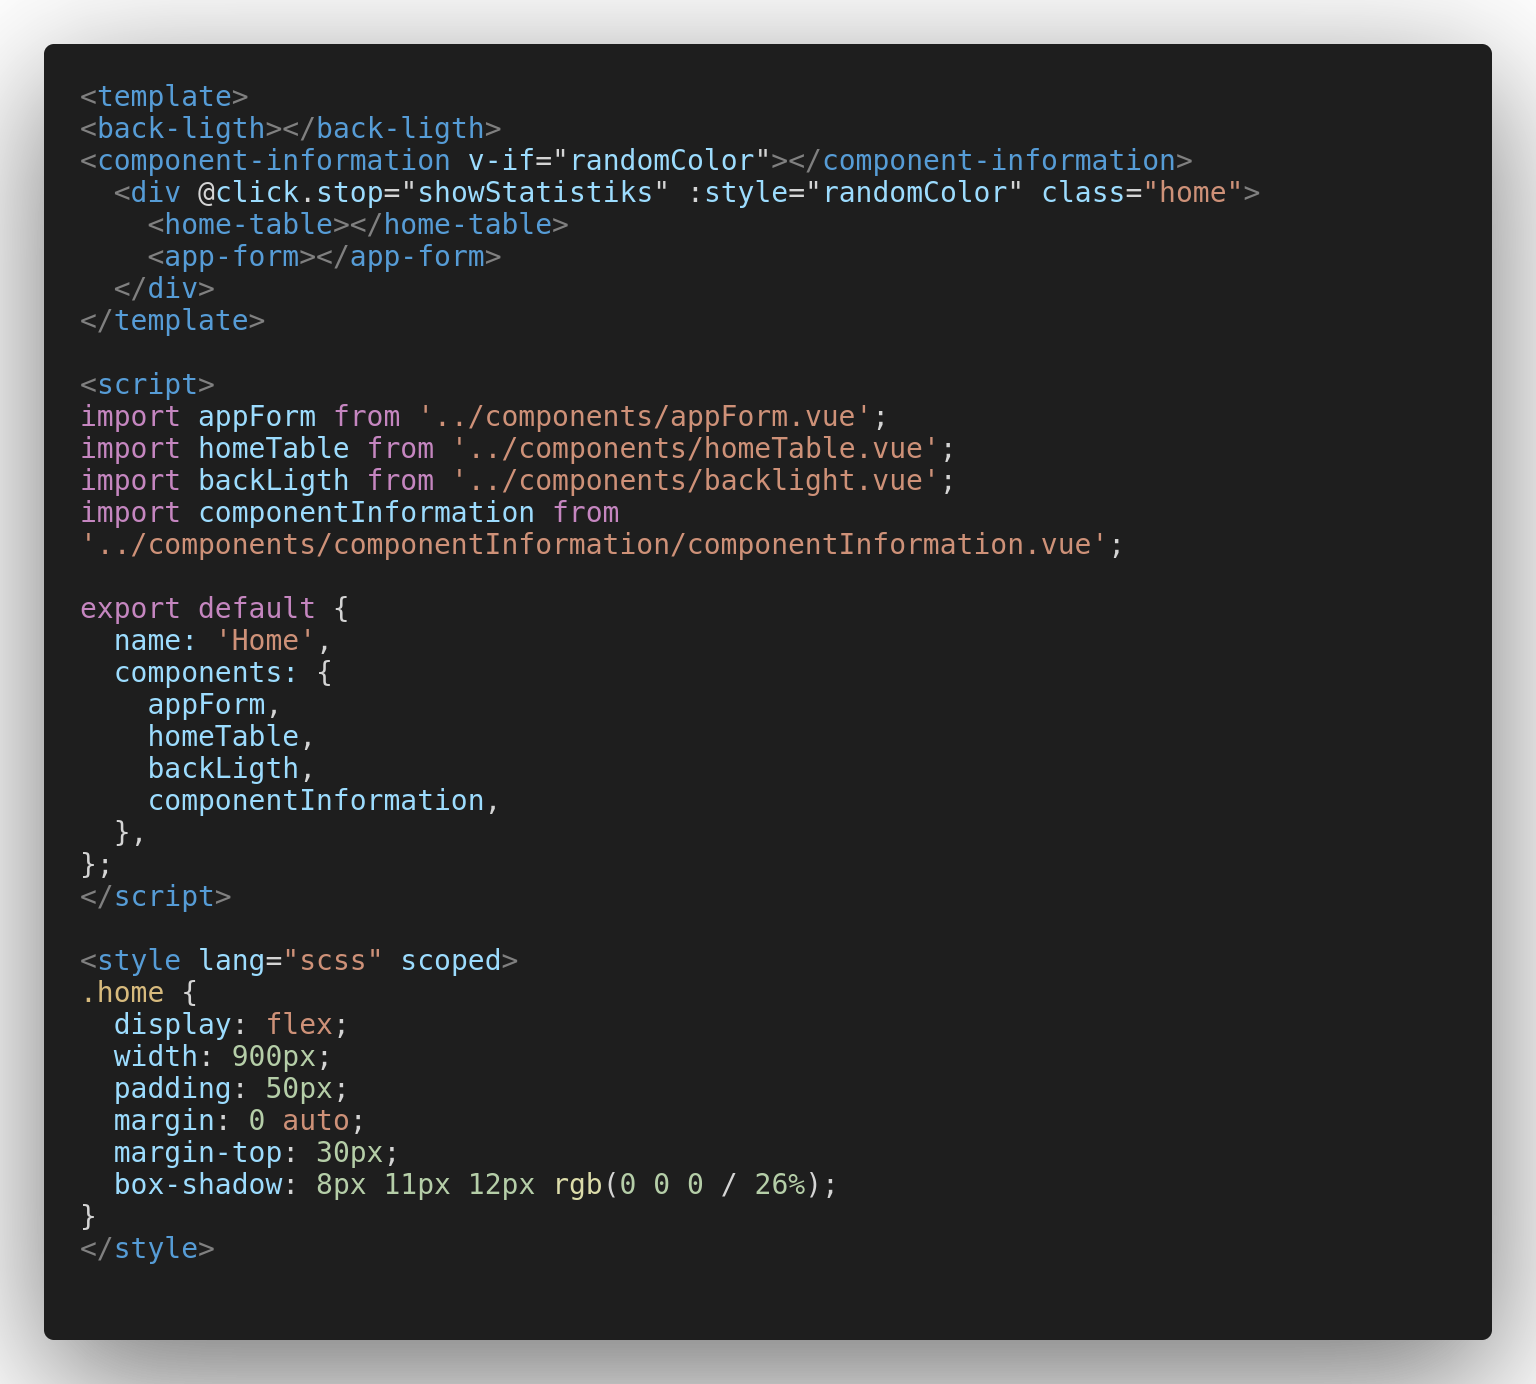 <template>
<back-ligth></back-ligth>
<component-information v-if="randomColor"></component-information>
  <div @click.stop="showStatistiks" :style="randomColor" class="home">
    <home-table></home-table>
    <app-form></app-form>
  </div>
</template>

<script>
import appForm from '../components/appForm.vue';
import homeTable from '../components/homeTable.vue';
import backLigth from '../components/backlight.vue';
import componentInformation from
'../components/componentInformation/componentInformation.vue';

export default {
  name: 'Home',
  components: {
    appForm,
    homeTable,
    backLigth,
    componentInformation,
  },
};
</script>

<style lang="scss" scoped>
.home {
  display: flex;
  width: 900px;
  padding: 50px;
  margin: 0 auto;
  margin-top: 30px;
  box-shadow: 8px 11px 12px rgb(0 0 0 / 26%);
}
</style>